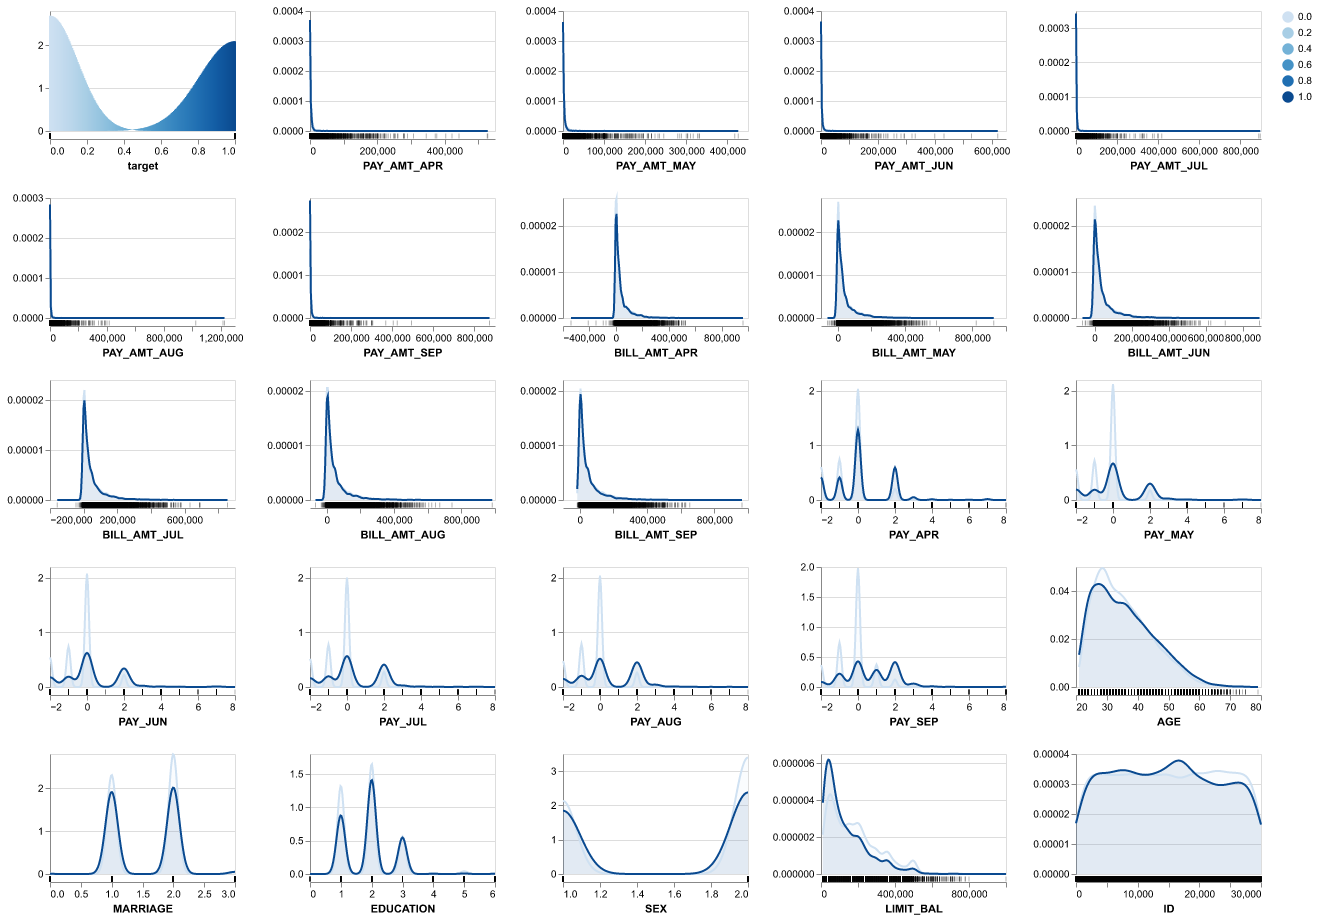 0.0
0.2
0.4
0.6
0.8
1.0
2
1
0
0.0 0.2 0.4 0.6 0.8 1.0
target
0.0004
0.0003
0.0002
0.0001
0.0000
0 200,000 400,000
PAY_AMT_APR
0.0004
0.0003
0.0002
0.0001
0.0000
0 100,000 200,000 300,000 400,000
PAY_AMT_MAY
0.0004
0.0003
0.0002
0.0001
0.0000
0 200,000 400,000 600,000
PAY_AMT_JUN
0.0003
0.0002
0.0001
0.0000
0 200,000 400,000 600,000 800,000
PAY_AMT_JUL
0.0003
0.0002
0.0001
0.0000
0 400,000 800,000 1,200,000
PAY_AMT_AUG
0.0002
0.0001
0.0000
0 200,000 400,000 600,000 800,000
PAY_AMT_SEP
0.00002
0.00001
0.00000
−400,000 0 400,000 800,000
BILL_AMT_APR
0.00002
0.00001
0.00000
0 400,000 800,000
BILL_AMT_MAY
0.00002
0.00001
0.00000
0 200,000 400,000 600,000 800,000
BILL_AMT_JUN
0.00002
0.00001
0.00000
−200,000 200,000 600,000
BILL_AMT_JUL
0.00002
0.00001
0.00000
0 400,000 800,000
BILL_AMT_AUG
0.00002
0.00001
0.00000
0 400,000 800,000
BILL_AMT_SEP
2
1
0
−2 0 2 4 6 8
PAY_APR
2
1
0
−2 0 2 4 6 8
PAY_MAY
2
1
0
−2 0 2 4 6 8
PAY_JUN
2
1
0
−2 0 2 4 6 8
PAY_JUL
2
1
0
−2 0 2 4 6 8
PAY_AUG
2.0
1.5
1.0
0.5
0.0
−2 0 2 4 6 8
PAY_SEP
0.04
0.02
0.00
20 30 40 50 60 70 80
AGE
2
1
0
0.0 0.5 1.0 1.5 2.0 2.5 3.0
MARRIAGE
1.5
1.0
0.5
0.0
0 1 2 3 4 5 6
EDUCATION
3
2
1
0
1.0 1.2 1.4 1.6 1.8 2.0
SEX
0.000006
0.000004
0.000002
0.000000
0 400,000 800,000
LIMIT_BAL
0.00004
0.00003
0.00002
0.00001
0.00000
0 10,000 20,000 30,000
ID